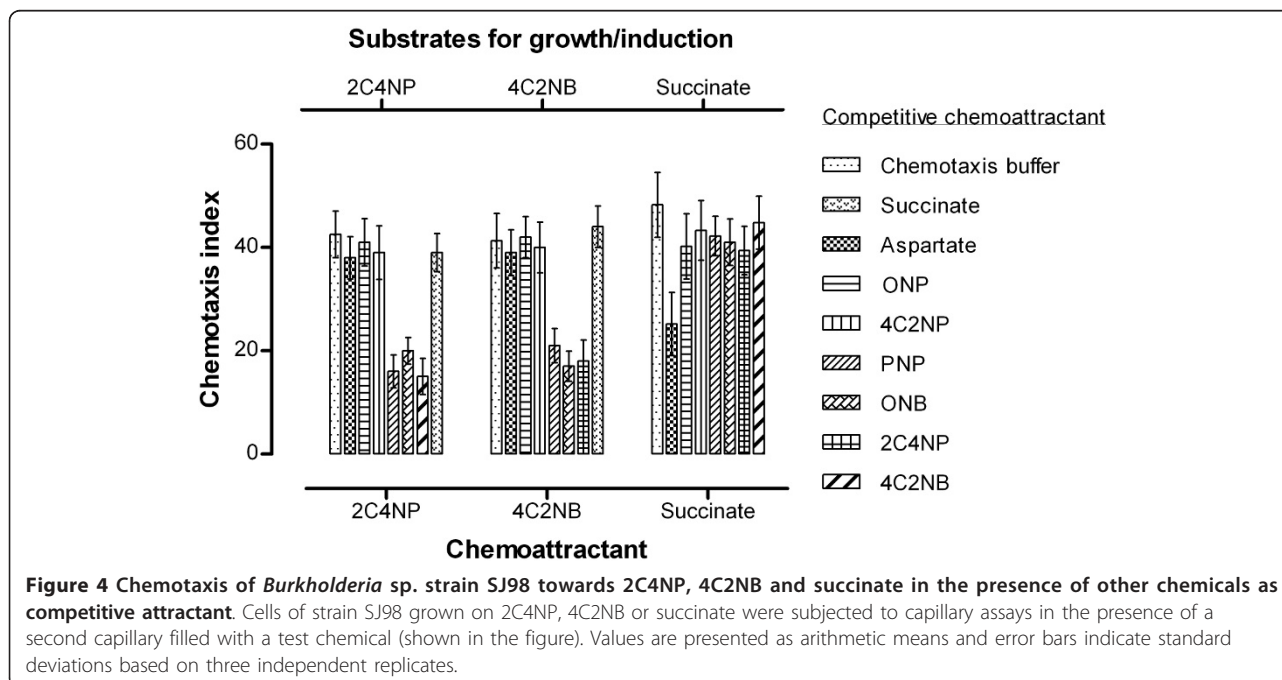 Substrates for growth/induction
2C4NP 4C2NB Succinate
Competitive chemoattractant
Chemotaxis buffer
Succinate
Aspartate
ONP
4C2NP
PNP
ONB
2C4NP
4C2NB
Chemotaxis index
60
40
20
0
2C4NP 4C2NB Succinate
Chemoattractant
Figure 4 Chemotaxis of Burkholderia sp. strain SJ98 towards 2C4NP, 4C2NB and succinate in the presence of other chemicals as
competitive attractant. Cells of strain SJ98 grown on 2C4NP, 4C2NB or succinate were subjected to capillary assays in the presence of a
second capillary filled with a test chemical (shown in the figure). Values are presented as arithmetic means and error bars indicate standard
deviations based on three independent replicates.